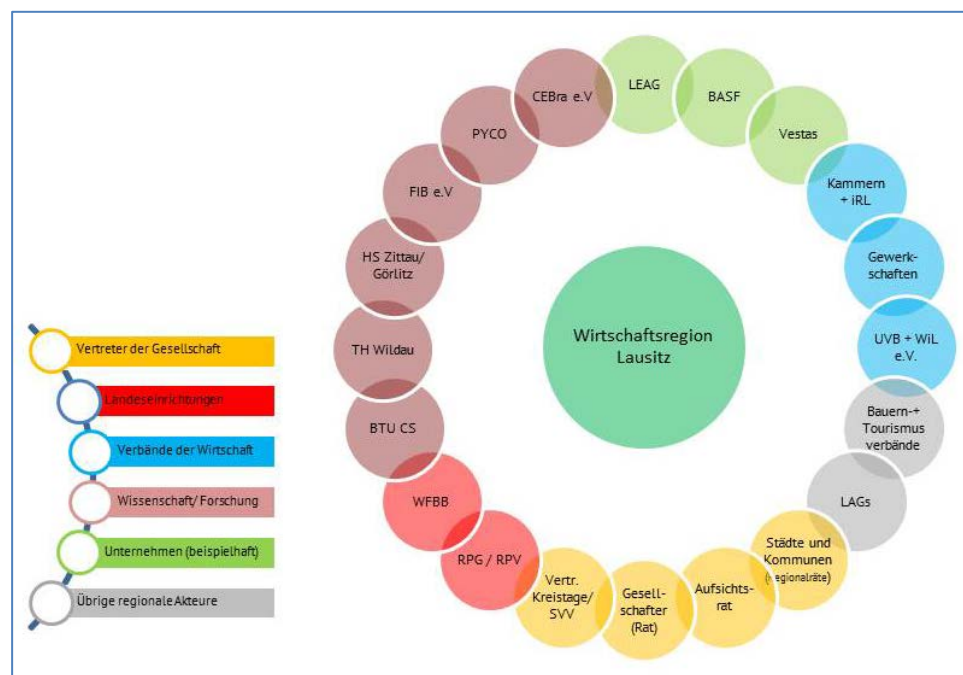 LEAG
BASF
Vestas
Kammern
+ iRL
Gewerk-
schaften
UVB + WiL
e.V.
Bauern-+
Tourismus
verbände
LAGs
Städte und
Kommunen
(Regionalräte)
Aufsichts-
rat
Gesell-
schafter
(Rat)
Vertr.
Kreistage/
SVV
RPG / RPV
WFBB
BTU CS
TH Wildau
HS Zittau/
Görlitz
FIB e.V
PYCO
CEBra e.V
Wirtschaftsregion
Lausitz
Vertreter der Gesellschaft
Landeseinrichtungen
Verbände der Wirtschaft
Wissenschaft/ Forschung
Unternehmen (beispielhaft)
Übrige regionale Akteure